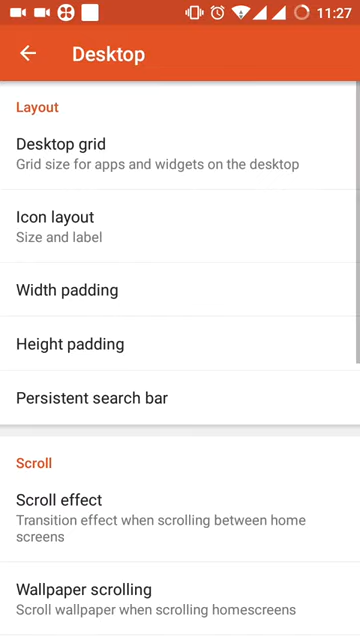 11:27
Desktop
Layout
Desktop grid
Grid size for apps and widgets on the desktop
Icon layout
Size and label
Width padding
Height padding
Persistent search bar
Scroll
Scroll effect
Transition effect when scrolling between home
screens
Wallpaper scrolling
Scroll wallpaper when scrolling homescreens